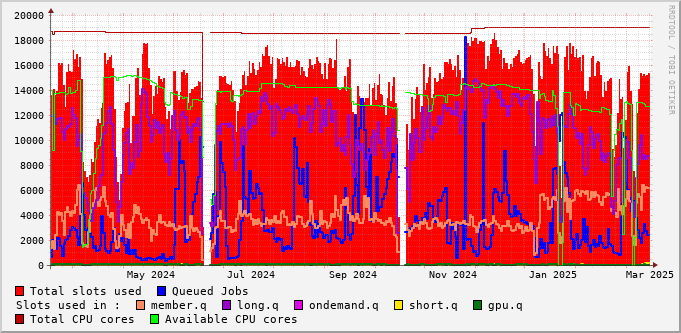 20000
18000
16000
14000
12000
10000
8000
6000
4000
2000
0
May 2024 Jul 2024 Sep 2024 Nov 2024 Jan 2025 Mar 2025
RRDTOOL / TOBI OETIKER
Total slots used Queued Jobs
Slots used in : member.q long.q ondemand.q short.q gpu.q
Total CPU cores Available CPU cores